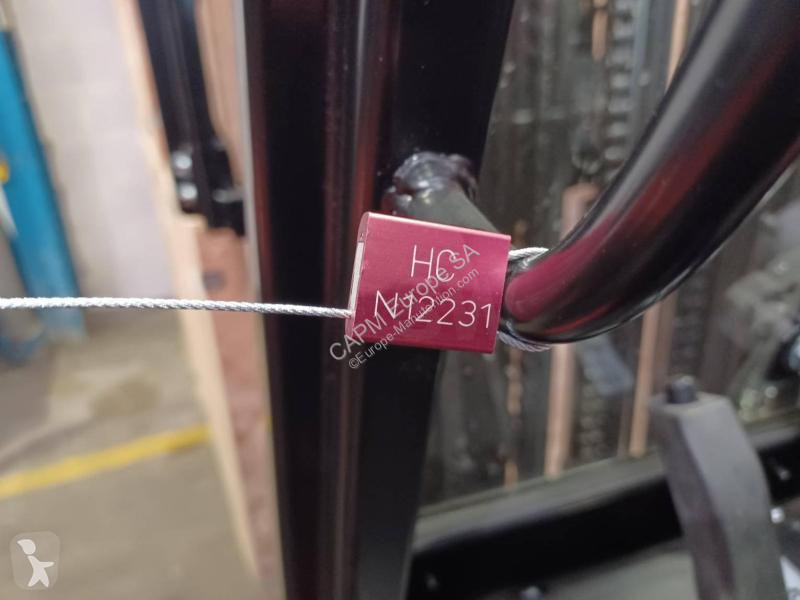 HC
2231
CAPM Europe SA
©Europe-Manutention.com